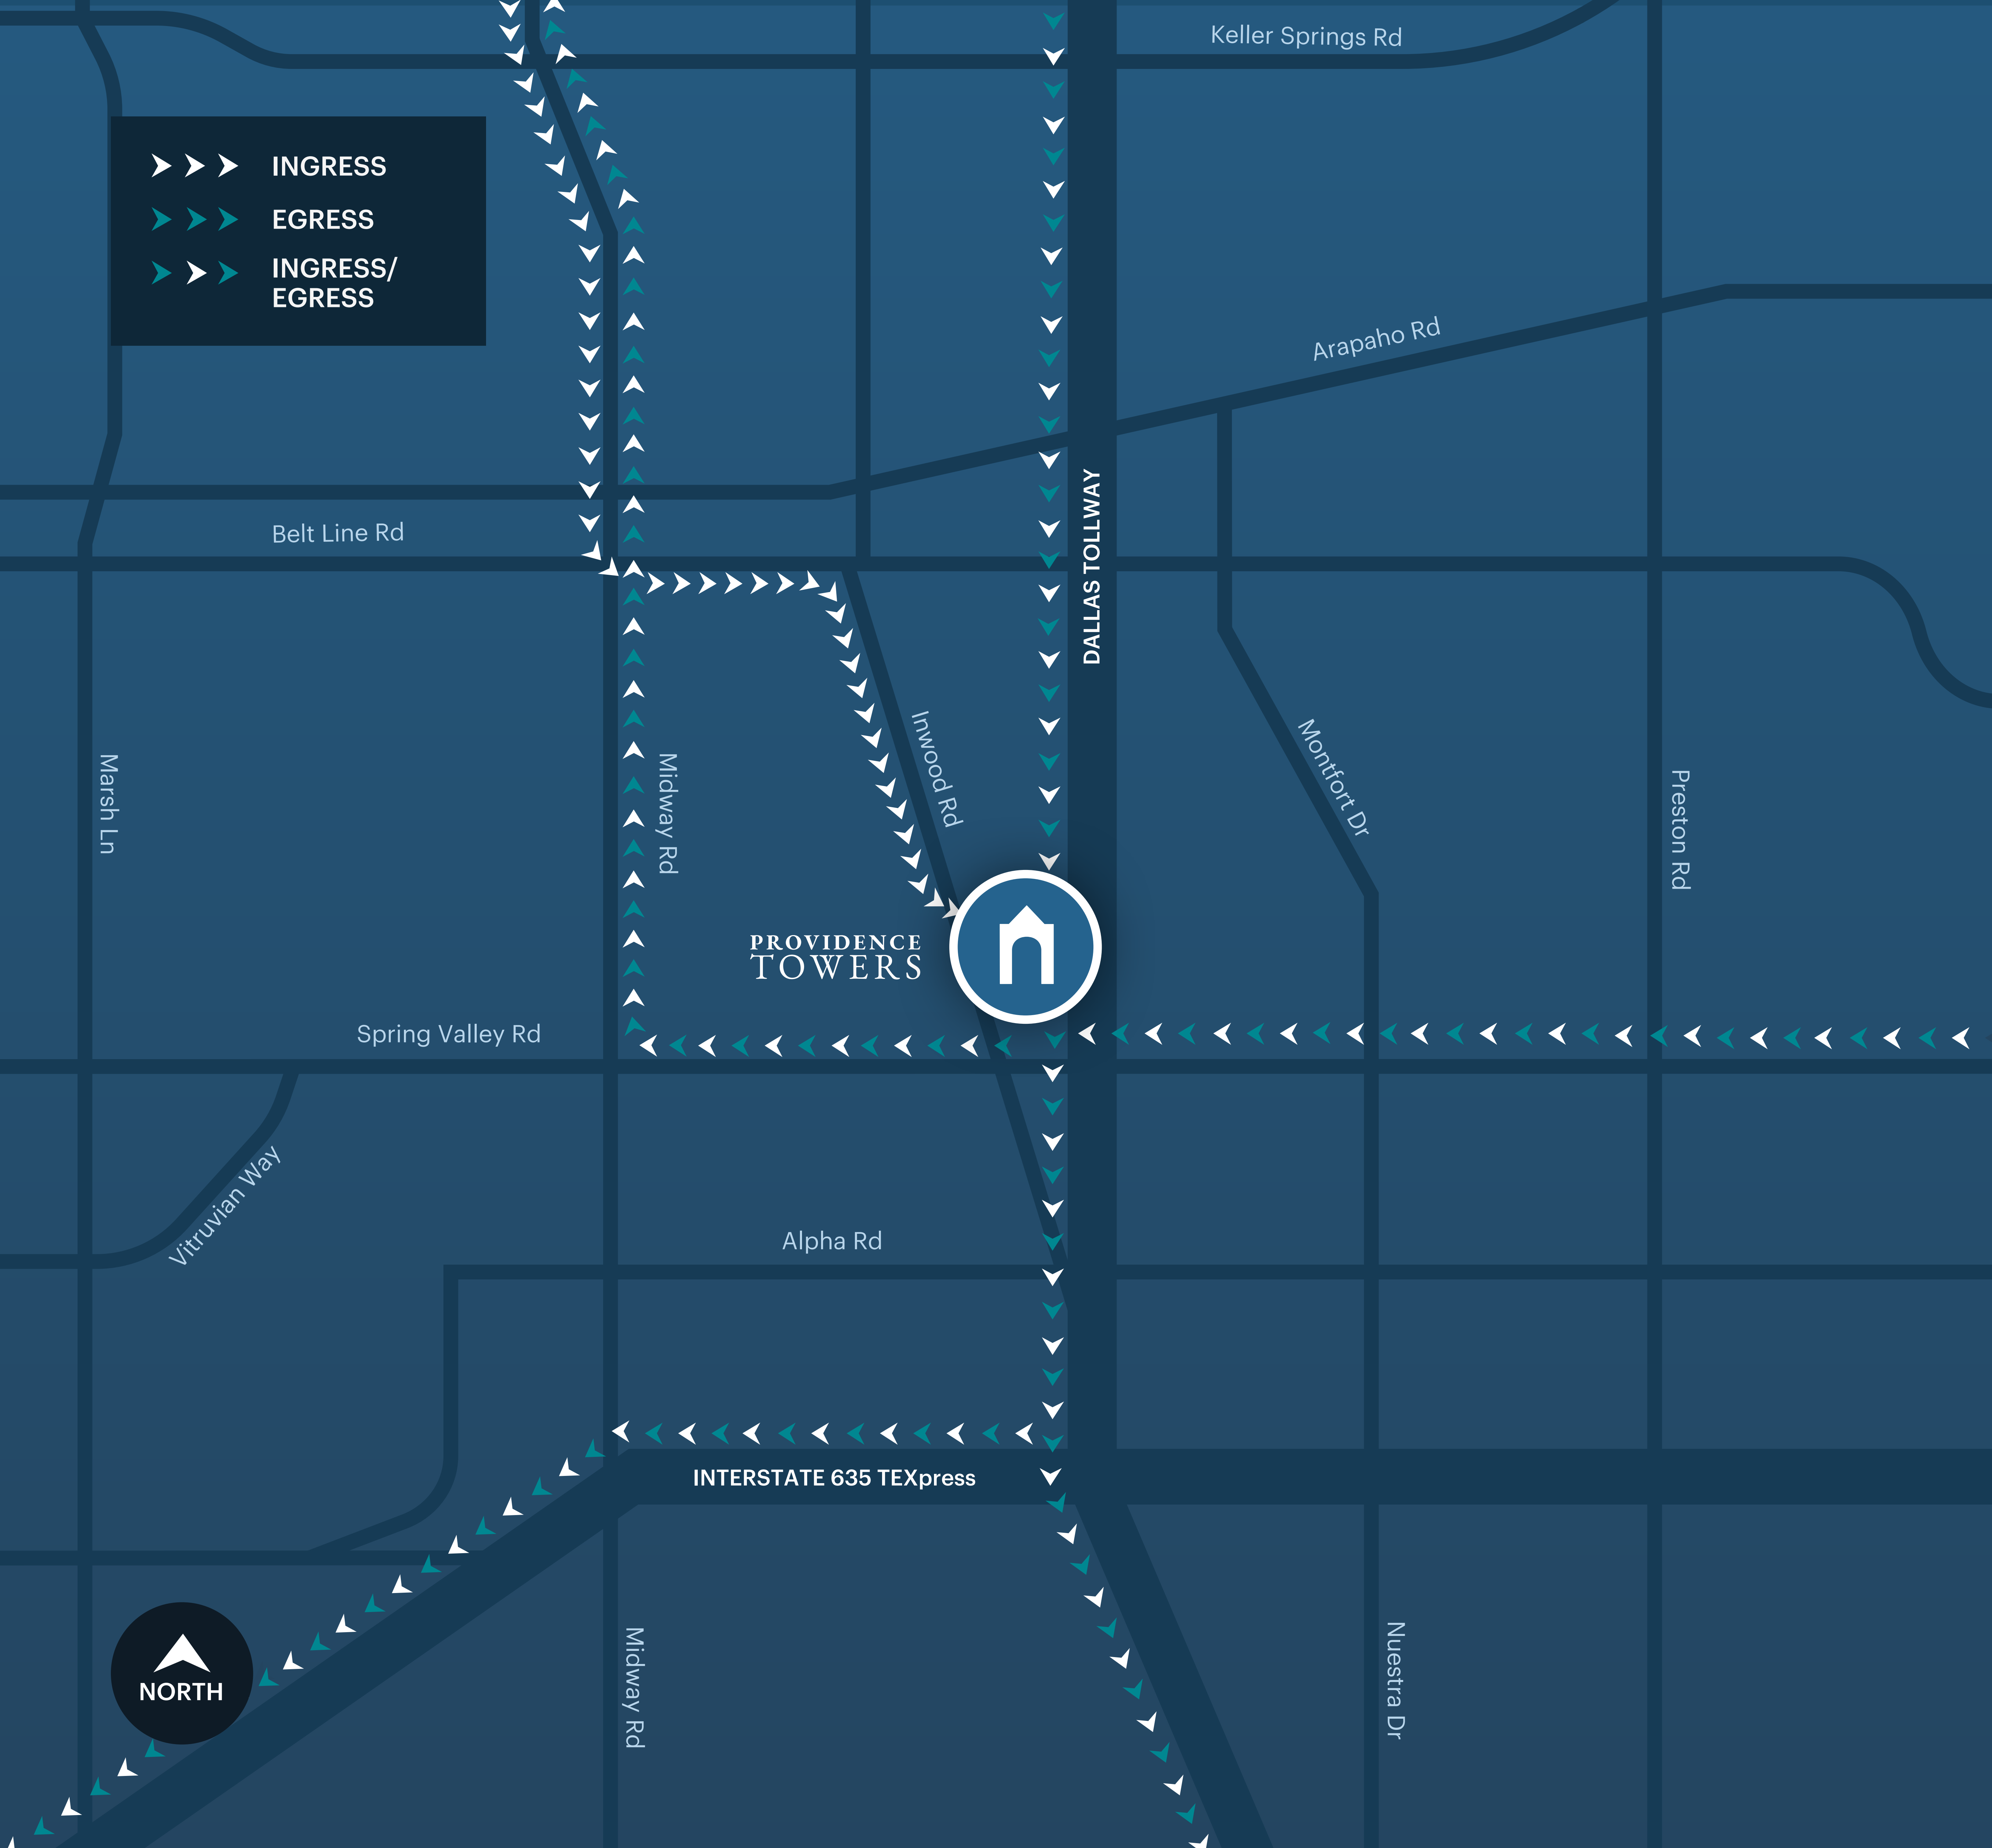 Keller Springs Rd
INGRESS
EGRESS
INGRESS/
EGRESS
Arapaho Rd
Belt Line Rd
DALLAS TOLLWAY
Marsh Ln
Midway Rd
Inwood Rd
Montfort Dr
Preston Rd
PROVIDENCE
TOWERS
Spring Valley Rd
Vitruvian Way
Alpha Rd
INTERSTATE 635 TEXpress
NORTH
Midway Rd
Nuestra Dr